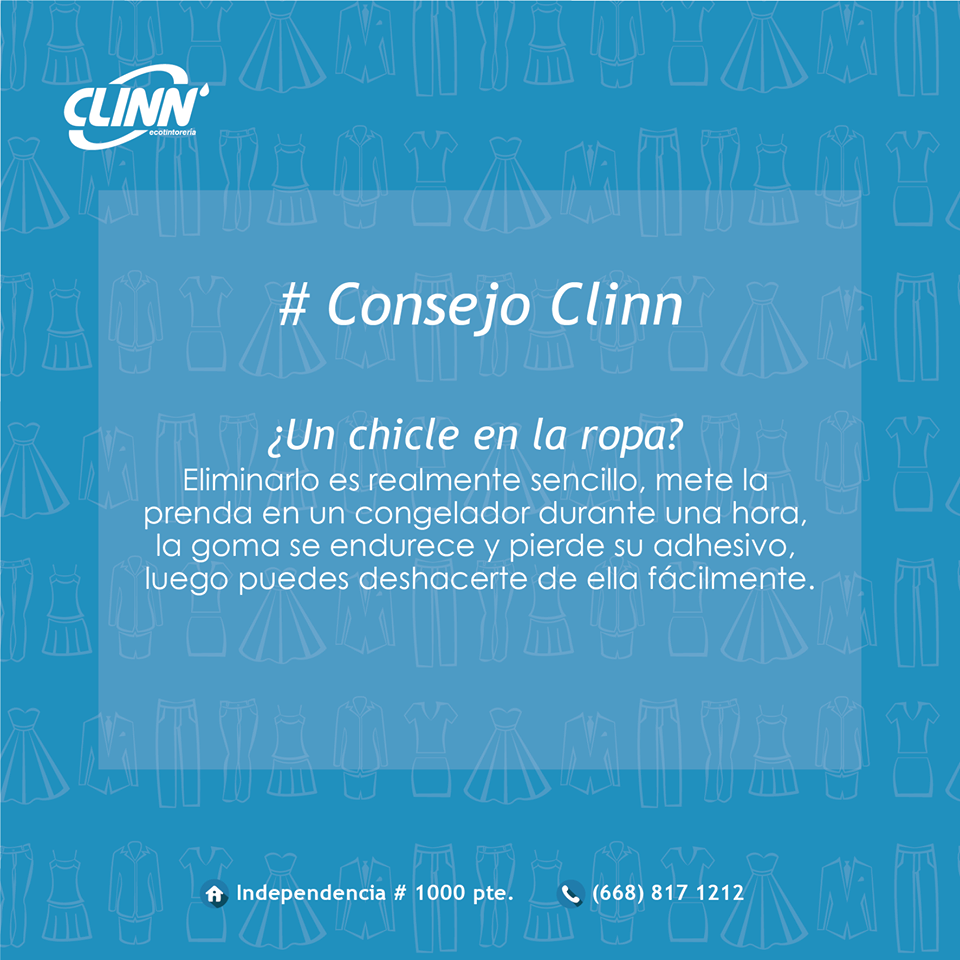 CLINN
ecotintorería
# Consejo Clinn
¿Un chicle en la ropa?
Eliminarlo es realmente sencillo, mete la
prenda en un congelador durante una hora,
la goma se endurece y pierde su adhesivo,
luego puedes deshacerte de ella fácilmente.
Independencia # 1000 pte.
(668) 817 1212